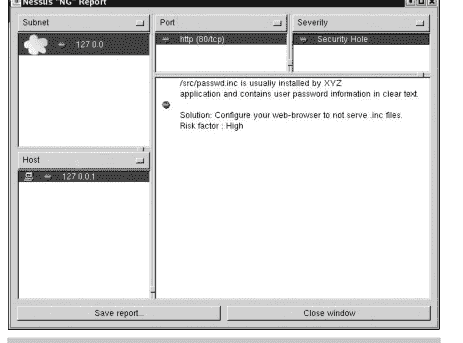 Nessus "NG" Report
Subnet
Port
Severity
127.0.0
http (80/tcp)
Security Hole
/src/passwd.inc is usually installed by XYZ
application and contains user password information in clear text.
Solution: Configure your web-browser to not serve .inc files.
Risk factor : High
Host
127.0.0.1
Save report...
Close window